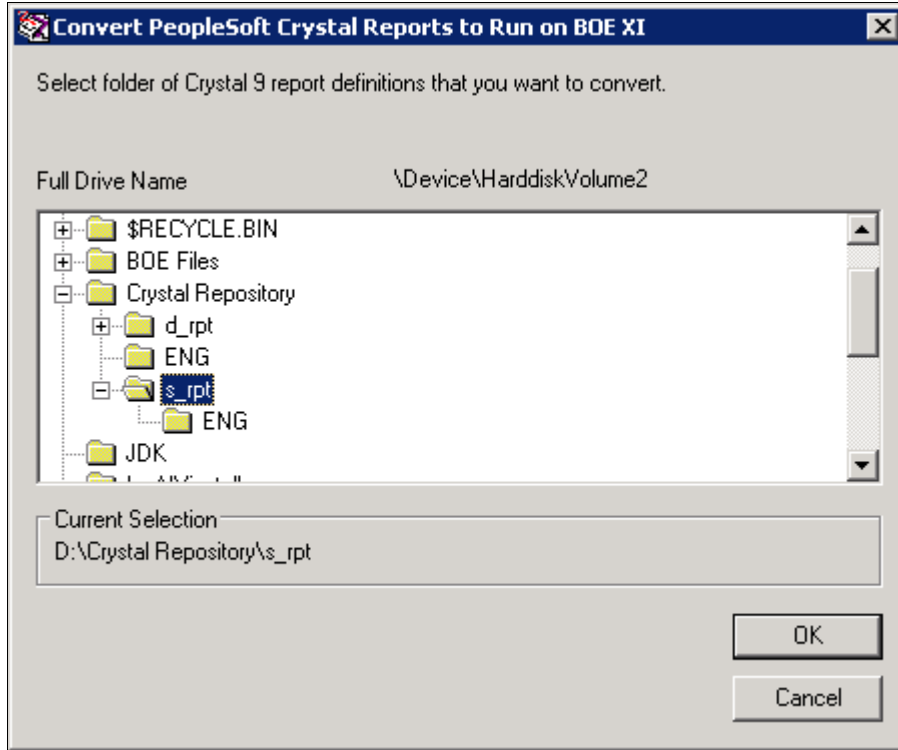 Convert PeopleSoft Crystal Reports to Run on BOE XI
Select folder of Crystal 9 report definitions that you want to convert.
Full Drive Name \Device\HarddiskVolume2
$RECYCLE.BIN
BOE Files
Crystal Repository
d_rpt
ENG
s_rpt
ENG
JDK
Current Selection
D:\Crystal Repository\s_rpt
OK
Cancel